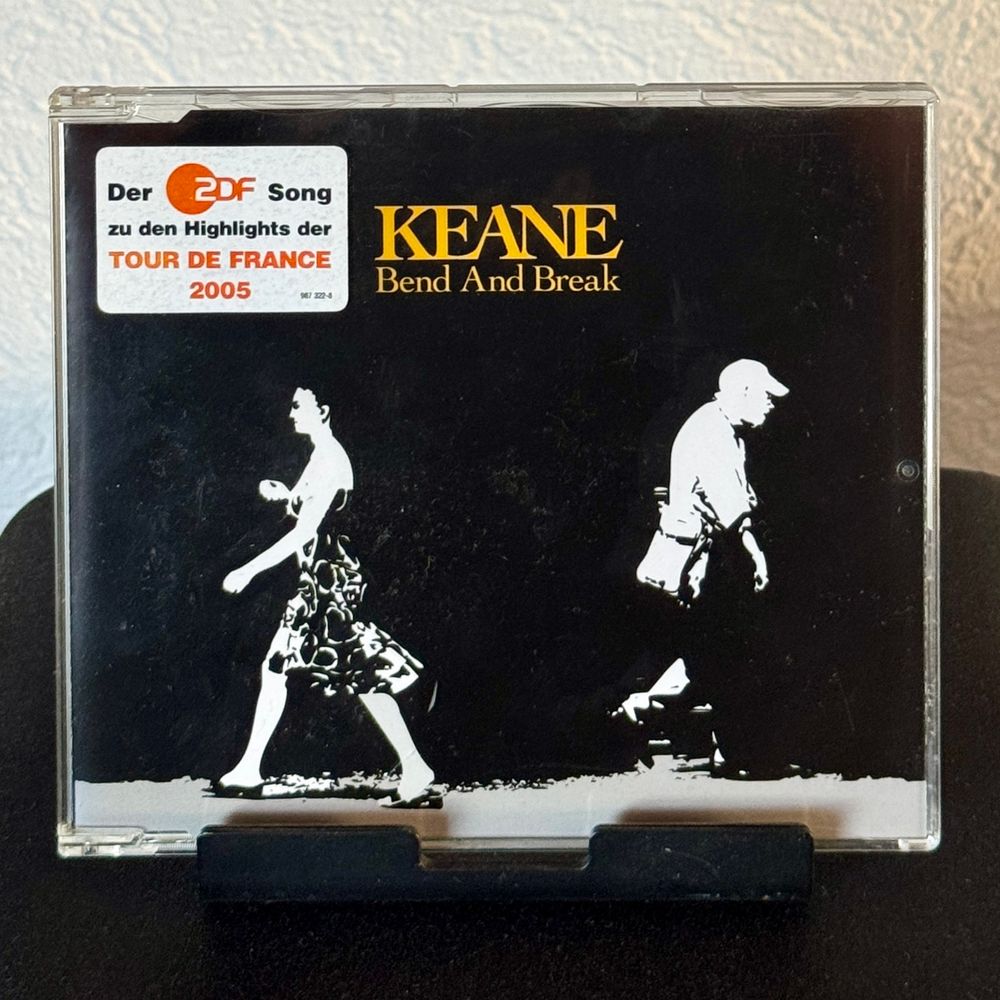 Der ZDF Song
zu den Highlights der
TOUR DE FRANCE
2005
987 322-8
KEANE
Bend And Break